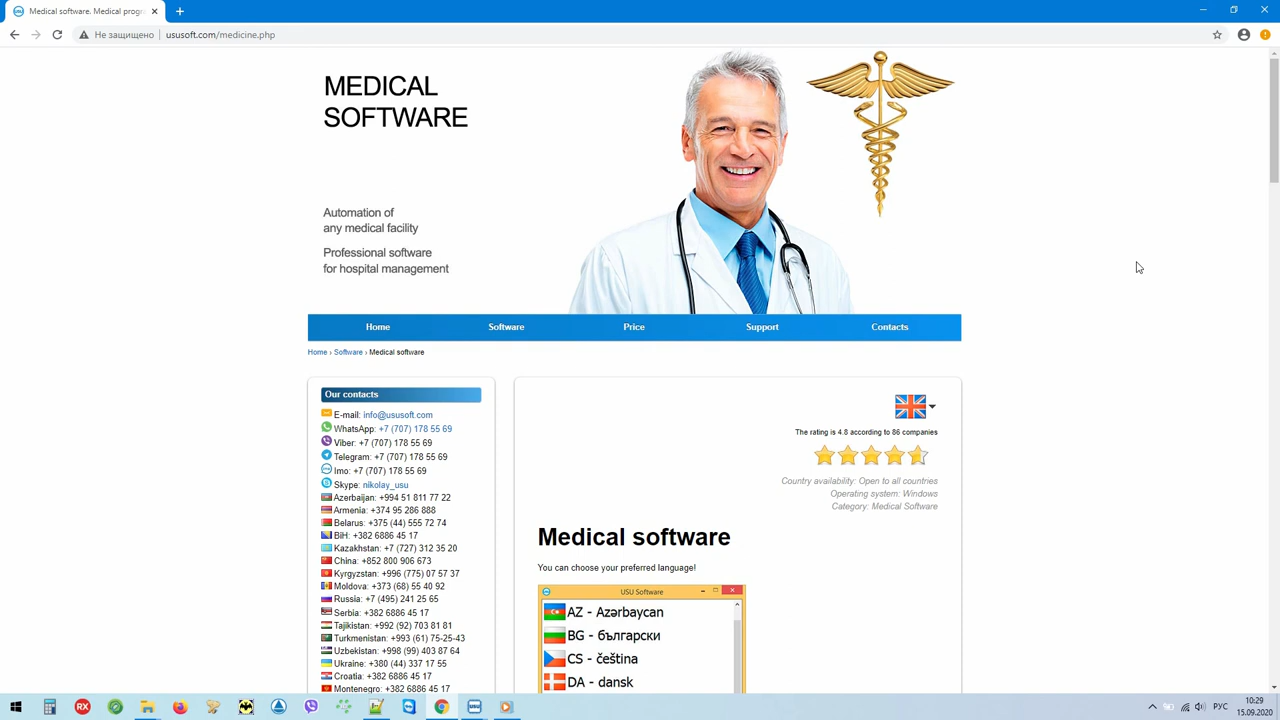 Medical software. Medical progr
Не защищено
ususoft.com/medicine.php
MEDICAL
SOFTWARE
Automation of
any medical facility
Professional software
for hospital management
Home Software Price Support Contacts
Home › Software › Medical software
Our contacts
E-mail: info@ususoft.com
WhatsApp: +7 (707) 178 55 69
Viber: +7 (707) 178 55 69
Telegram: +7 (707) 178 55 69
Imo: +7 (707) 178 55 69
Skype: nikolay_usu
Azerbaijan: +994 51 811 77 22
Armenia: +374 95 286 888
Belarus: +375 (44) 555 72 74
BiH: +382 6886 45 17
Kazakhstan: +7 (727) 312 35 20
China: +852 800 906 673
Kyrgyzstan: +996 (775) 07 57 37
Moldova: +373 (68) 55 40 92
Russia: +7 (495) 241 25 65
Serbia: +382 6886 45 17
Tajikistan: +992 (92) 703 81 81
Turkmenistan: +993 (61) 75-25-43
Uzbekistan: +998 (99) 403 87 64
Ukraine: +380 (44) 337 17 55
Croatia: +382 6886 45 17
Montenegro: +382 6886 45 17
The rating is 4.8 according to 86 companies
Country availability: Open to all countries
Operating system: Windows
Category: Medical Software
Medical software
You can choose your preferred language!
USU Software
AZ - Azərbaycan
BG - български
CS - čeština
DA - dansk
РУС
10:29
15.09.2020